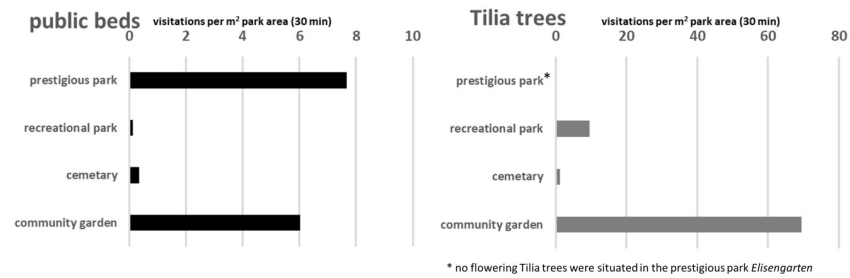 public beds
visitations per m² park area (30 min)
0 2 4 6 8 10
prestigious park
recreational park
cemetary
community garden
Tilia trees
visitations per m² park area (30 min)
0 20 40 60 80
prestigious park*
recreational park
cemetary
community garden
* no flowering Tilia trees were situated in the prestigious park Elisengarten